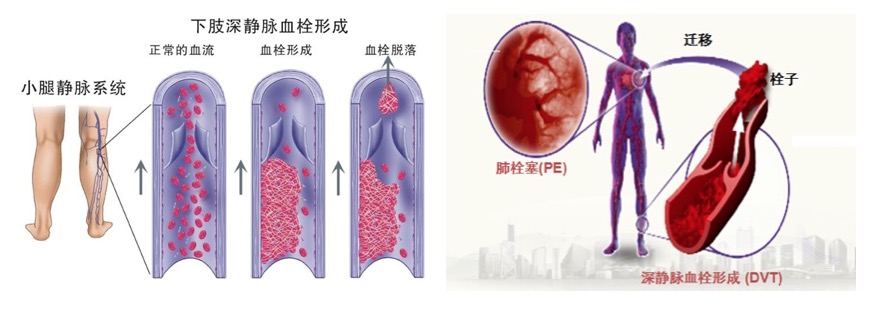 下肢深静脉血栓形成
正常的血流
血栓形成
血栓脱落
小腿静脉系统
迁移
栓子
肺栓塞(PE)
深静脉血栓形成 (DVT)